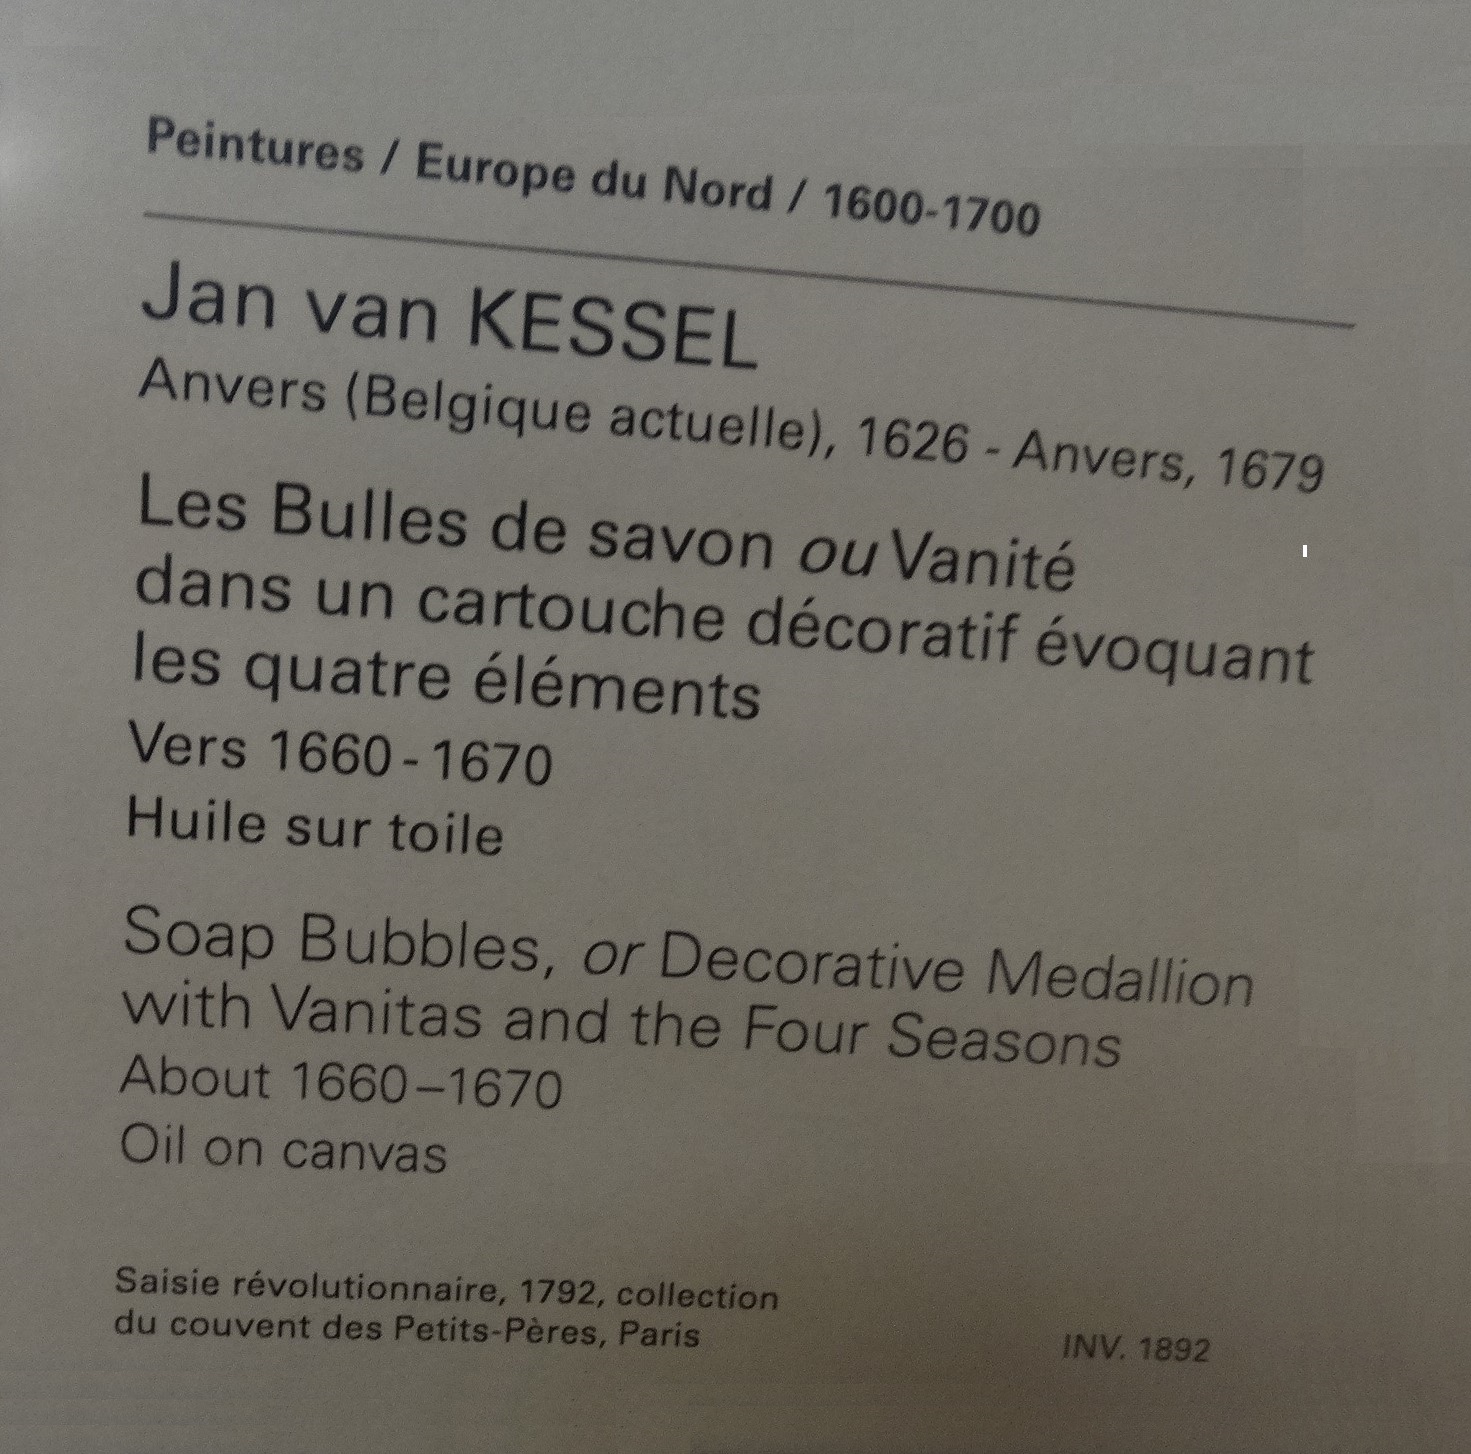 Peintures / Europe du Nord / 1600-1700
Jan van KESSEL
Anvers (Belgique actuelle), 1626 - Anvers, 1679
Les Bulles de savon ou Vanité
dans un cartouche décoratif évoquant
les quatre éléments
Vers 1660-1670
Huile sur toile
Soap Bubbles, or Decorative Medallion
with Vanitas and the Four Seasons
About 1660–1670
Oil on canvas
Saisie révolutionnaire, 1792, collection
du couvent des Petits-Pères, Paris
INV. 1892